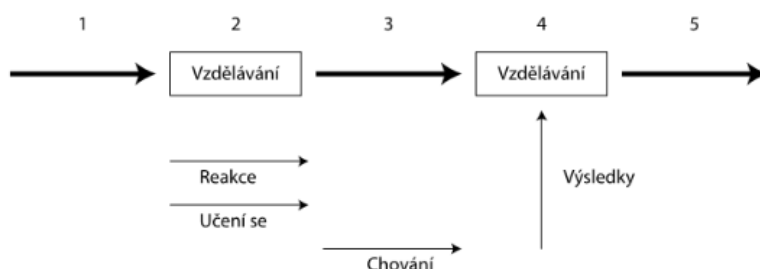 1 2 3 4 5
Vzdělávání Vzdělávání
Reakce Výsledky
Učení se
Chování